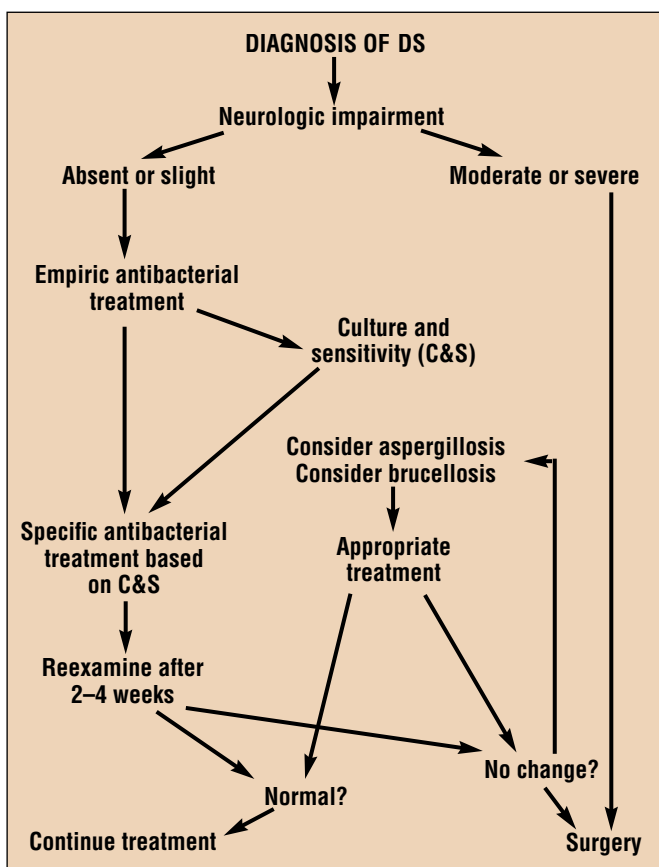 DIAGNOSIS OF DS
Neurologic impairment
Absent or slight
Moderate or severe
Empiric antibacterial
treatment
Culture and
sensitivity (C&S)
Consider aspergillosis
Consider brucellosis
Specific antibacterial
treatment based
on C&S
Appropriate
treatment
Reexamine after
2–4 weeks
No change?
Normal?
Continue treatment
Surgery